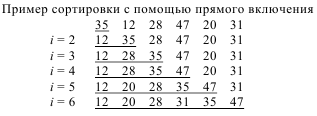 Пример сортировки с помощью прямого включения
35 12 28 47 20 31
i = 2 12 35 28 47 20 31
i = 3 12 28 35 47 20 31
i = 4 12 28 35 47 20 31
i = 5 12 20 28 35 47 31
i = 6 12 20 28 31 35 47